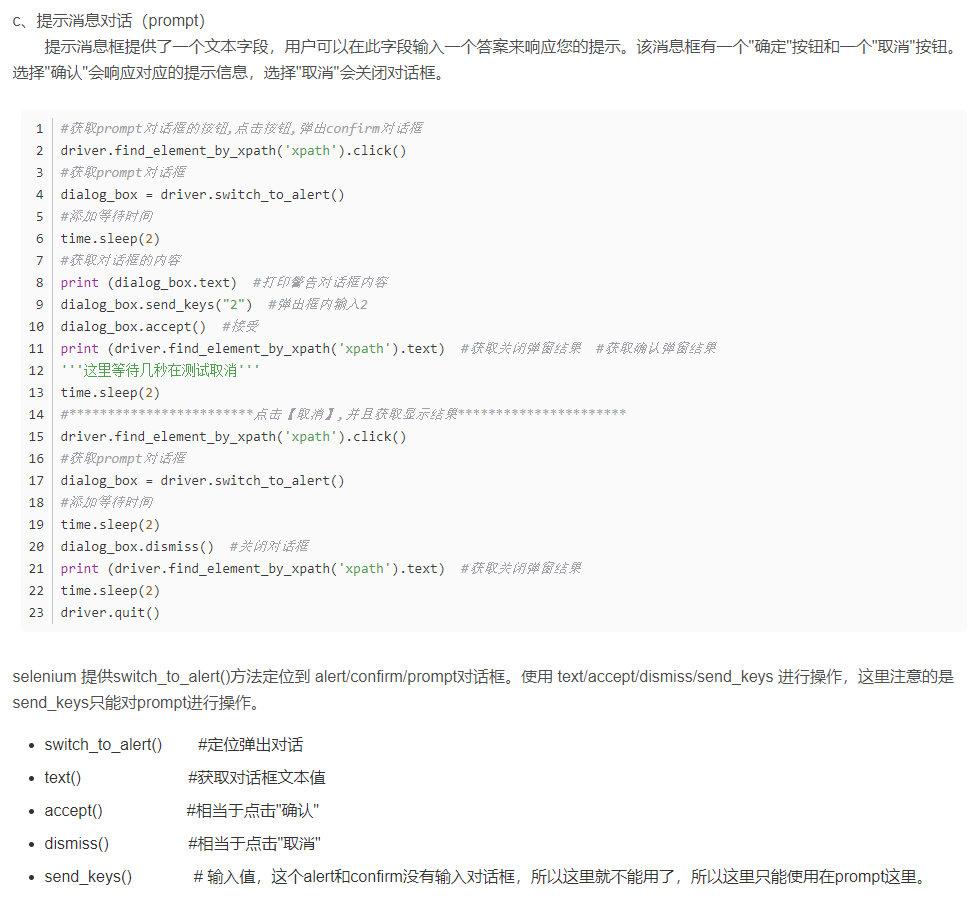 c、提示消息对话（prompt）
提示消息框提供了一个文本字段，用户可以在此字段输入一个答案来响应您的提示。该消息框有一个"确定"按钮和一个"取消"按钮。
选择"确认"会响应对应的提示信息，选择"取消"会关闭对话框。
1 #获取prompt对话框的按钮,点击按钮,弹出confirm对话框
2 driver.find_element_by_xpath('xpath').click()
3 #获取prompt对话框
4 dialog_box = driver.switch_to_alert()
5 #添加等待时间
6 time.sleep(2)
7 #获取对话框的内容
8 print (dialog_box.text)  #打印警告对话框内容
9 dialog_box.send_keys("2")  #弹出框内输入2
10 dialog_box.accept()  #接受
11 print (driver.find_element_by_xpath('xpath').text)  #获取关闭弹窗结果  #获取确认弹窗结果
12 '''这里等待几秒在测试取消'''
13 time.sleep(2)
14 #************************点击【取消】,并且获取显示结果**********************
15 driver.find_element_by_xpath('xpath').click()
16 #获取prompt对话框
17 dialog_box = driver.switch_to_alert()
18 #添加等待时间
19 time.sleep(2)
20 dialog_box.dismiss()  #关闭对话框
21 print (driver.find_element_by_xpath('xpath').text)  #获取关闭弹窗结果
22 time.sleep(2)
23 driver.quit()
selenium 提供switch_to_alert()方法定位到 alert/confirm/prompt对话框。使用 text/accept/dismiss/send_keys 进行操作，这里注意的是
send_keys只能对prompt进行操作。
• switch_to_alert() #定位弹出对话
• text() #获取对话框文本值
• accept() #相当于点击"确认"
• dismiss() #相当于点击"取消"
• send_keys() # 输入值，这个alert和confirm没有输入对话框，所以这里就不能用了，所以这里只能使用在prompt这里。